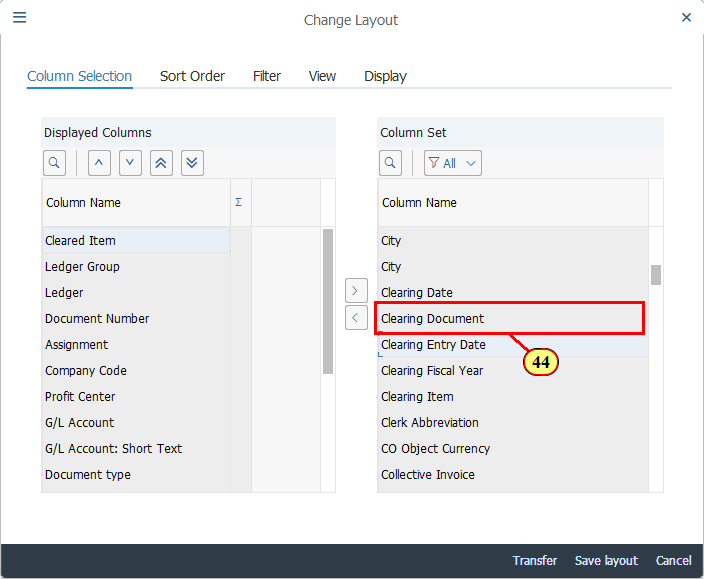 Change Layout
Column Selection Sort Order Filter View Display
Displayed Columns
Column Name Σ
Cleared Item
Ledger Group
Ledger
Document Number
Assignment
Company Code
Profit Center
G/L Account
G/L Account: Short Text
Document type
Column Set
All
Column Name
City
City
Clearing Date
Clearing Document
Clearing Entry Date
44
Clearing Fiscal Year
Clearing Item
Clerk Abbreviation
CO Object Currency
Collective Invoice
Transfer Save layout Cancel